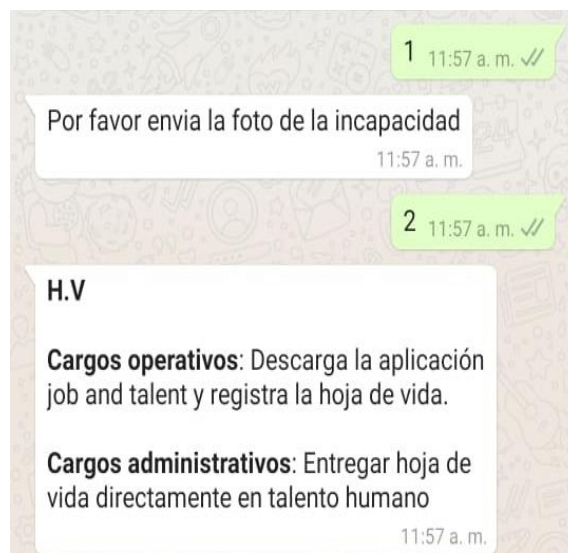 1 11:57 a. m.
Por favor envia la foto de la incapacidad
11:57 a. m.
2 11:57 a. m.
H.V
Cargos operativos: Descarga la aplicación
job and talent y registra la hoja de vida.
Cargos administrativos: Entregar hoja de
vida directamente en talento humano
11:57 a. m.